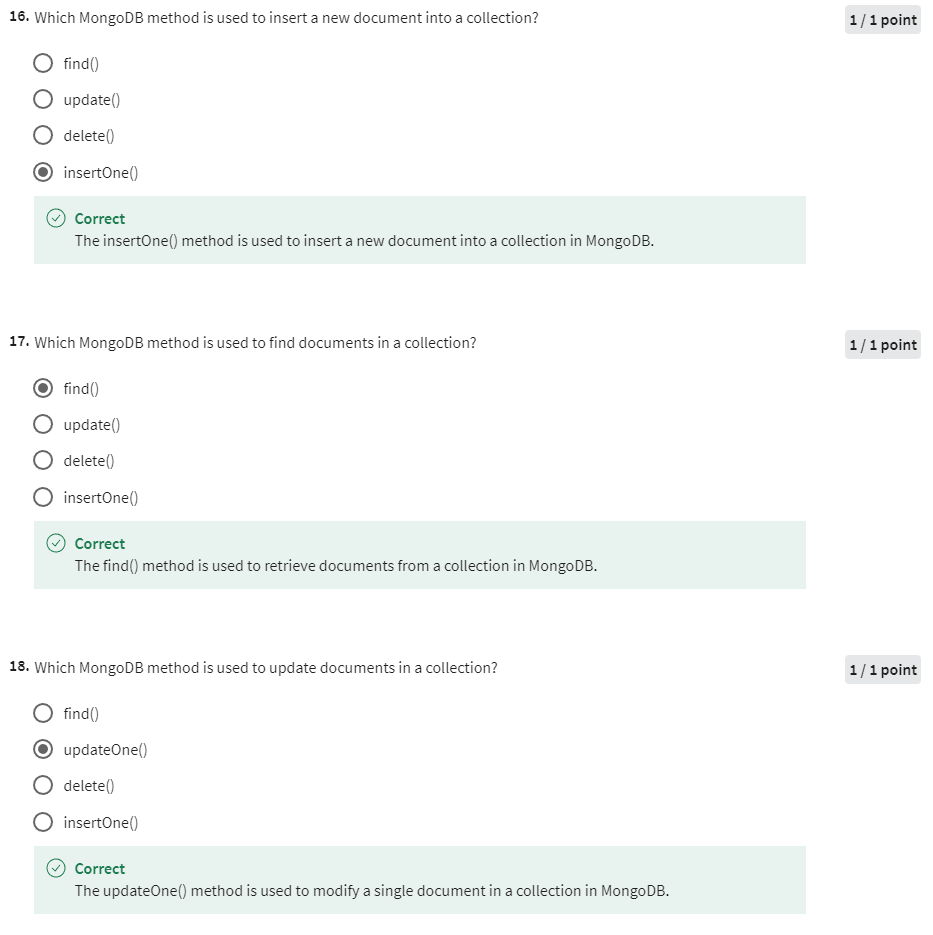 16. Which MongoDB method is used to insert a new document into a collection?
1 / 1 point
find()
update()
delete()
insertOne()
Correct
The insertOne() method is used to insert a new document into a collection in MongoDB.
17. Which MongoDB method is used to find documents in a collection?
1 / 1 point
find()
update()
delete()
insertOne()
Correct
The find() method is used to retrieve documents from a collection in MongoDB.
18. Which MongoDB method is used to update documents in a collection?
1 / 1 point
find()
updateOne()
delete()
insertOne()
Correct
The updateOne() method is used to modify a single document in a collection in MongoDB.